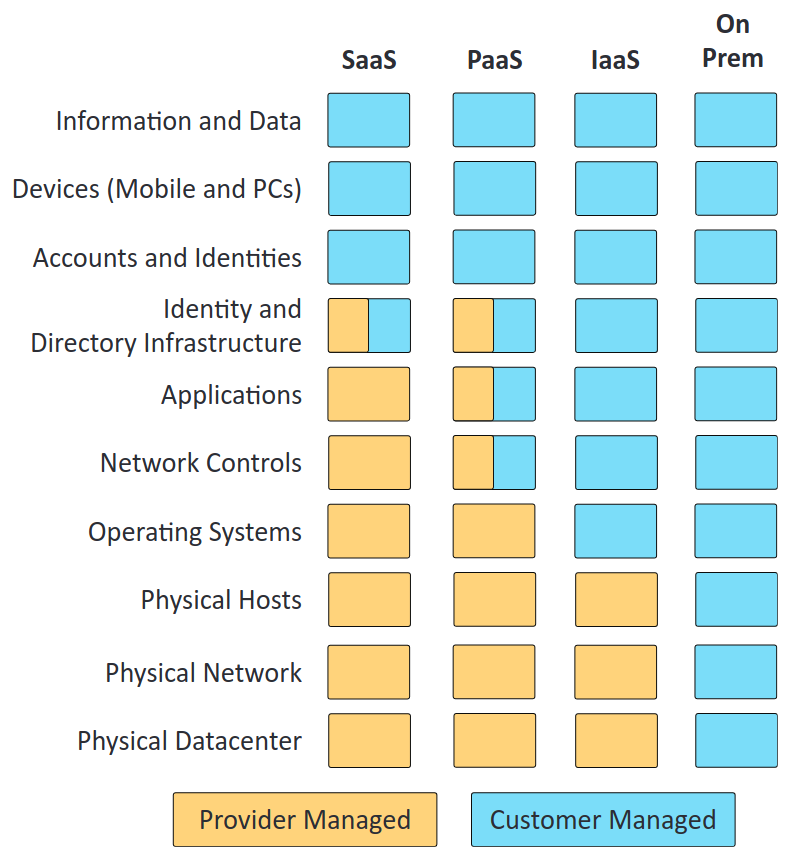 SaaS
PaaS
IaaS
On
Prem
Information and Data
Devices (Mobile and PCs)
Accounts and Identities
Identity and
Directory Infrastructure
Applications
Network Controls
Operating Systems
Physical Hosts
Physical Network
Physical Datacenter
Provider Managed
Customer Managed